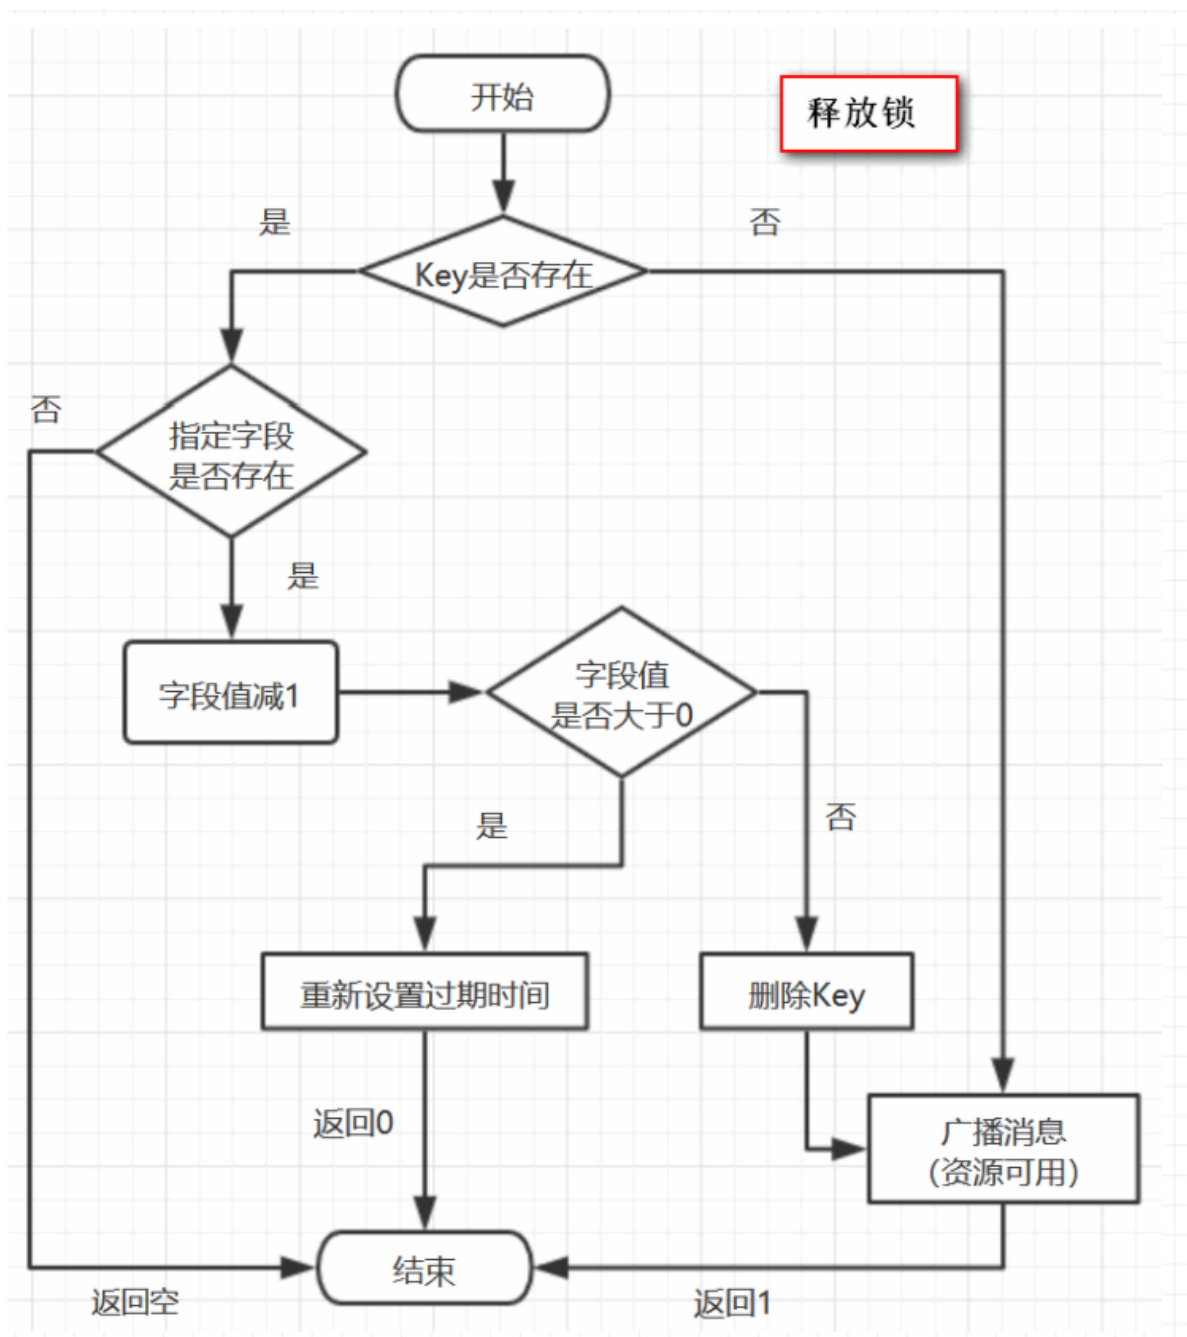 开始
释放锁
是
否
Key是否存在
否
指定字段
是否存在
是
字段值减1
字段值
是否大于0
是
否
重新设置过期时间
删除Key
返回0
广播消息
（资源可用）
结束
返回空
返回1